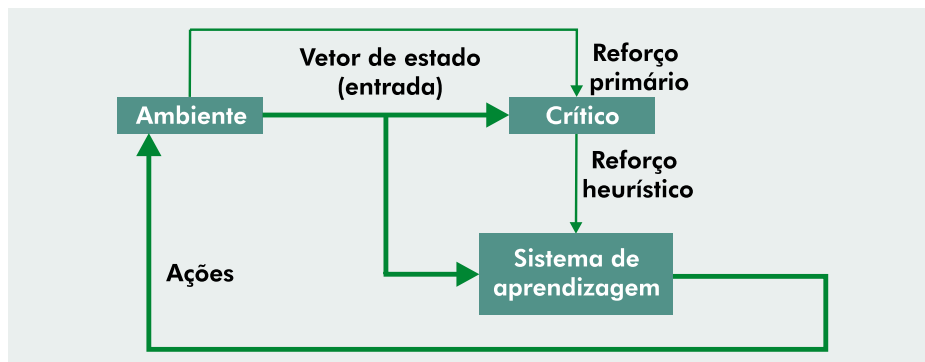 Vetor de estado
(entrada)
Reforço
primário
Ambiente
Crítico
Reforço
heurístico
Ações
Sistema de
aprendizagem